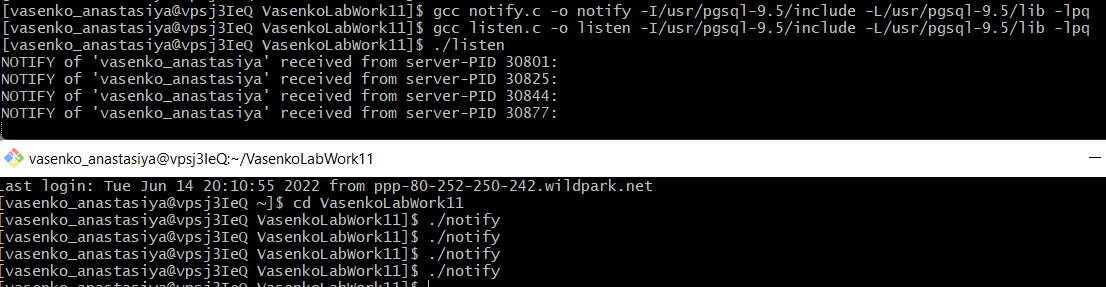 [vasenko_anastasiya@vpsj3IeQ VasenkoLabWork11]$ gcc notify.c -o notify -I/usr/pgsql-9.5/include -L/usr/pgsql-9.5/lib -lpq
[vasenko_anastasiya@vpsj3IeQ VasenkoLabWork11]$ gcc listen.c -o listen -I/usr/pgsql-9.5/include -L/usr/pgsql-9.5/lib -lpq
[vasenko_anastasiya@vpsj3IeQ VasenkoLabWork11]$ ./listen
NOTIFY of 'vasenko_anastasiya' received from server-PID 30801:
NOTIFY of 'vasenko_anastasiya' received from server-PID 30825:
NOTIFY of 'vasenko_anastasiya' received from server-PID 30844:
NOTIFY of 'vasenko_anastasiya' received from server-PID 30877:
vasenko_anastasiya@vpsj3IeQ:~/VasenkoLabWork11
Last login: Tue Jun 14 20:10:55 2022 from ppp-80-252-250-242.wildpark.net
[vasenko_anastasiya@vpsj3IeQ ~]$ cd VasenkoLabWork11
[vasenko_anastasiya@vpsj3IeQ VasenkoLabWork11]$ ./notify
[vasenko_anastasiya@vpsj3IeQ VasenkoLabWork11]$ ./notify
[vasenko_anastasiya@vpsj3IeQ VasenkoLabWork11]$ ./notify
[vasenko_anastasiya@vpsj3IeQ VasenkoLabWork11]$ ./notify
[vasenko_anastasiya@vpsj3IeQ VasenkoLabWork11]$